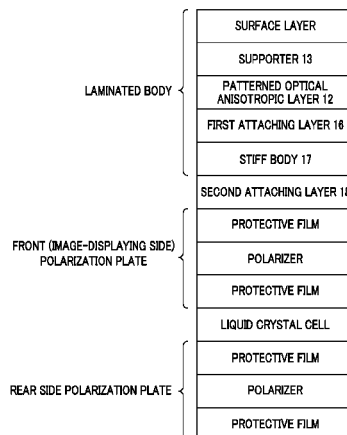 SURFACE LAYER
SUPPORTER 13
PATTERNED OPTICAL
ANISOTROPIC LAYER 12
LAMINATED BODY
FIRST ATTACHING LAYER 16
STIFF BODY 17
SECOND ATTACHING LAYER 18
PROTECTIVE FILM
FRONT (IMAGE-DISPLAYING SIDE)
POLARIZATION PLATE
POLARIZER
PROTECTIVE FILM
LIQUID CRYSTAL CELL
PROTECTIVE FILM
REAR SIDE POLARIZATION PLATE
POLARIZER
PROTECTIVE FILM